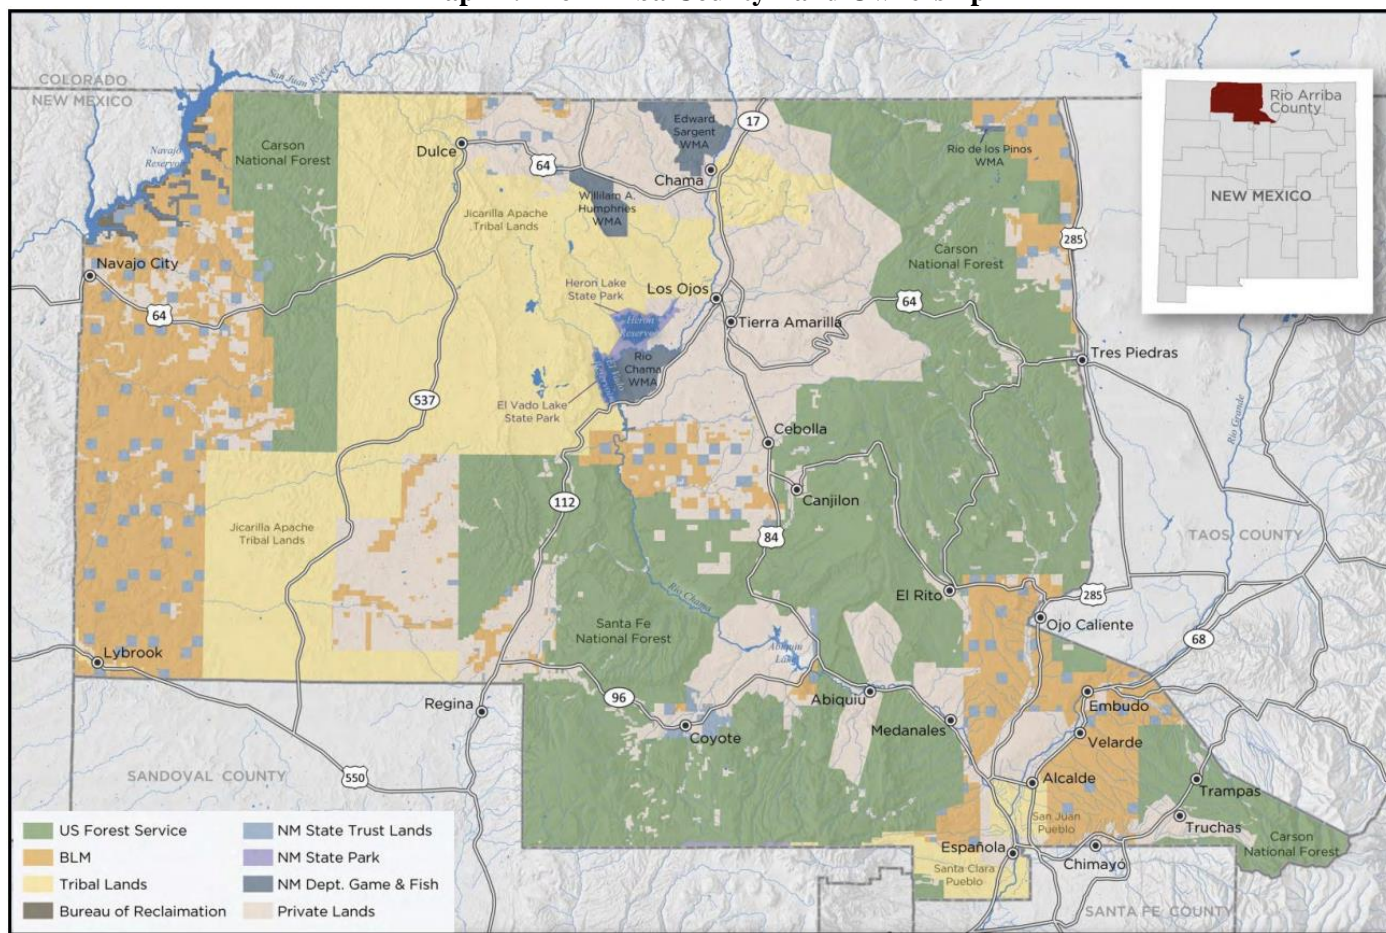 COLORADO
NEW MEXICO
San Juan River
Navajo
Reservoir
Carson
National Forest
Dulce
64
Jicarilla Apache
Tribal Lands
Edward
Sargent
WMA
17
Chama
William A.
Humphries
WMA
Rio de los Pinos
WMA
285
Carson
National Forest
Rio Arriba
County
NEW MEXICO
Navajo City
64
Heron Lake
State Park
Los Ojos
Heron
Reservoir
Tierra Amarilla
64
Rio
Chama
WMA
El Vado
Reservoir
El Vado Lake
State Park
Tres Piedras
Rio Grande
537
Cebolla
Canjilon
112
84
Jicarilla Apache
Tribal Lands
TAOS COUNTY
El Rito
285
Rio Chama
Santa Fe
National Forest
Ojo Caliente
68
Abiquiu
Lake
Lybrook
Regina
96
Coyote
Abiquiu
Medanales
Embudo
Velarde
SANDOVAL COUNTY
550
Alcalde
Trampas
San Juan
Pueblo
Truchas
Española
Chimayo
Carson
National Forest
Santa Clara
Pueblo
SANTA FE COUNTY
US Forest Service
BLM
Tribal Lands
Bureau of Reclaimation
NM State Trust Lands
NM State Park
NM Dept. Game & Fish
Private Lands